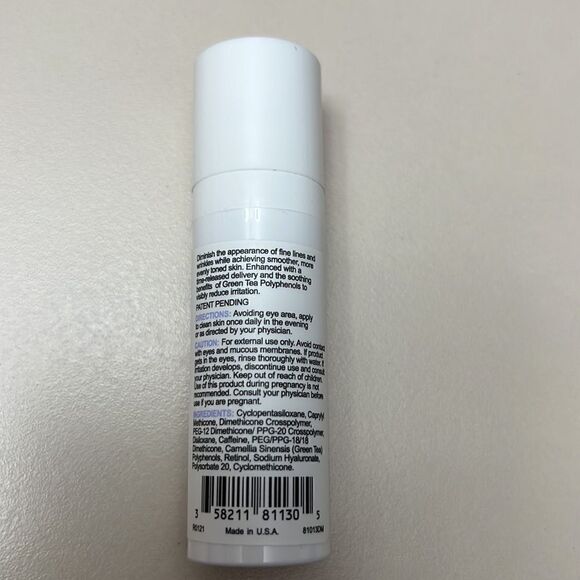 Diminish the appearance of fine lines and
wrinkles while achieving smoother, more
evenly toned skin. Enhanced with a
time-released delivery and the soothing
benefits of Green Tea Polyphenols to
visibly reduce irritation.
PATENT PENDING
DIRECTIONS: Avoiding eye area, apply
to clean skin once daily in the evening
or as directed by your physician.
CAUTION: For external use only. Avoid contact
with eyes and mucous membranes. If product
gets in the eyes, rinse thoroughly with water. If
irritation develops, discontinue use and consult
your physician. Keep out of reach of children.
Use of this product during pregnancy is not
recommended. Consult your physician before
use if you are pregnant.
INGREDIENTS: Cyclopentasiloxane, Caprylyl
Methicone, Dimethicone Crosspolymer,
PEG-12 Dimethicone/ PPG-20 Crosspolymer,
Disiloxane, Caffeine, PEG/PPG-18/18
Dimethicone, Camellia Sinensis (Green Tea)
Polyphenols, Retinol, Sodium Hyaluronate,
Polysorbate 20, Cyclomethicone.
3 58211 81130 5
R0121 Made in U.S.A. 81013DM